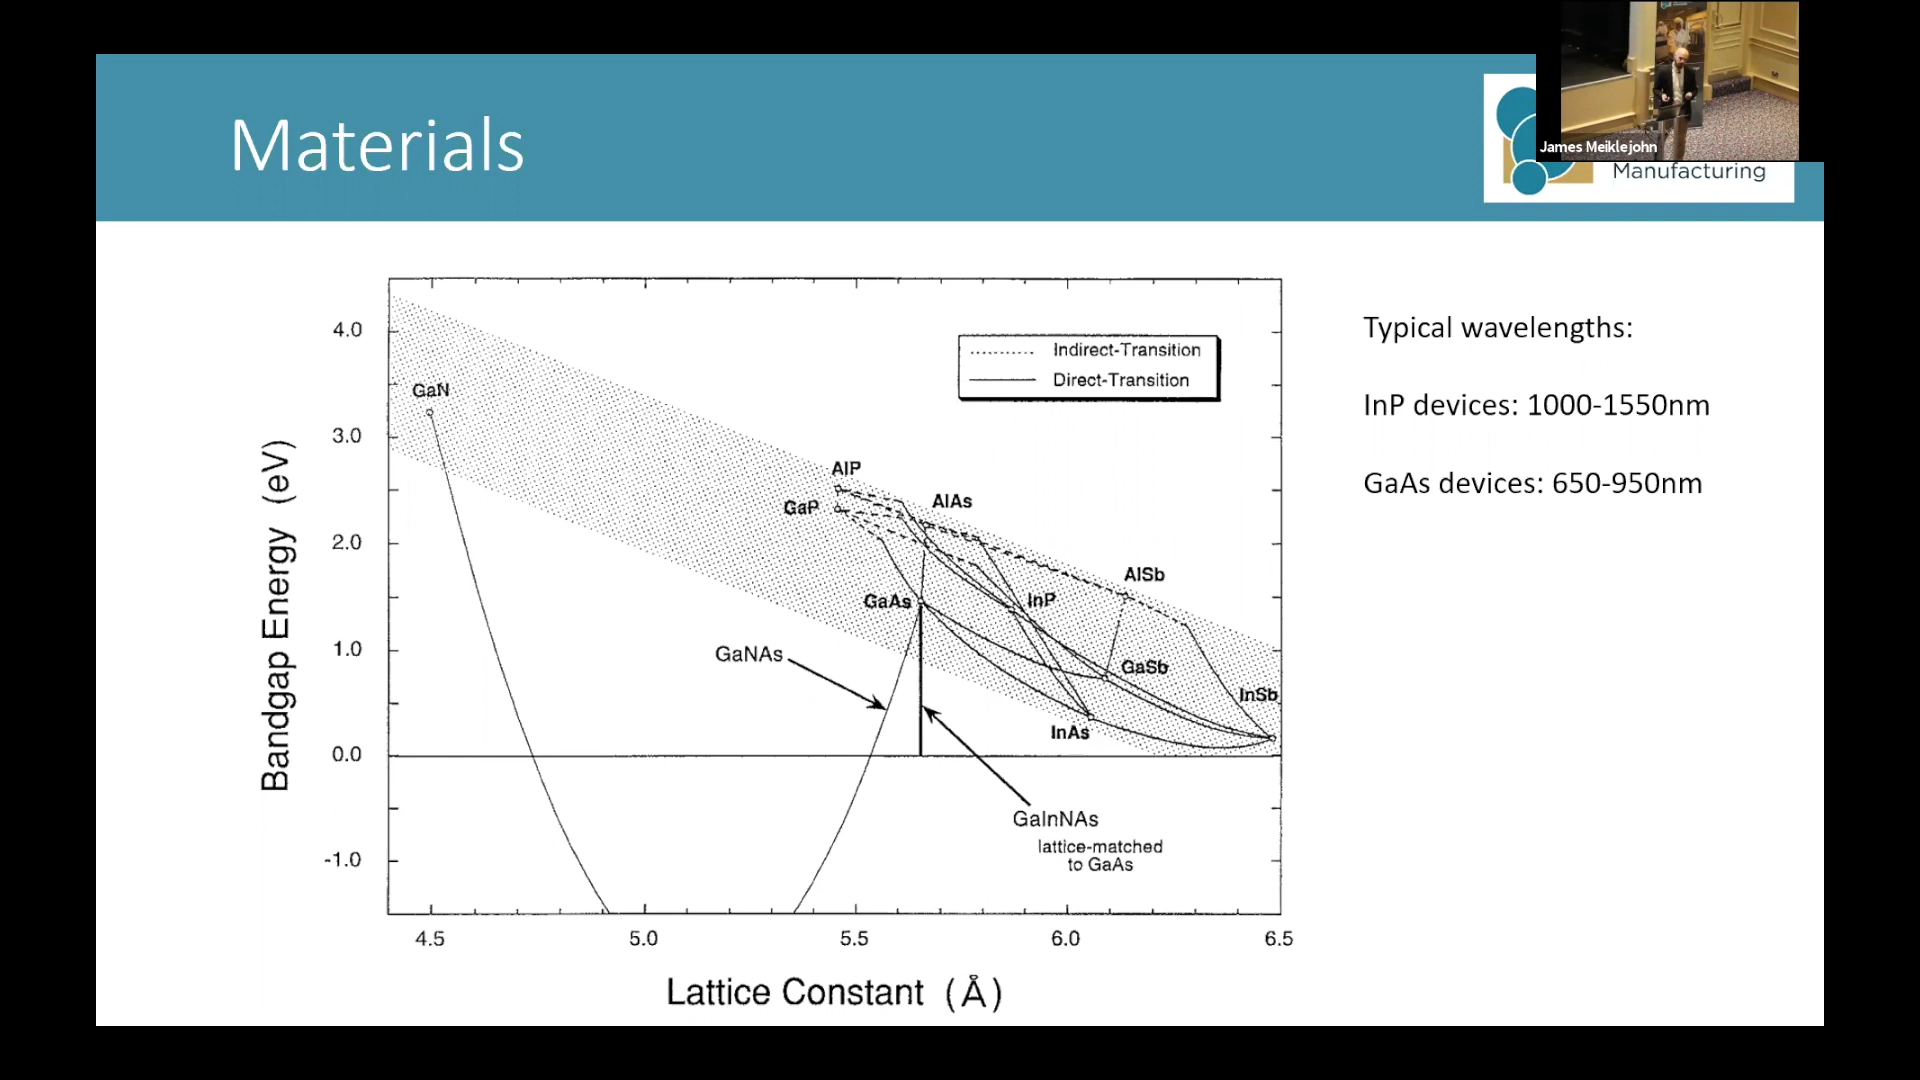 Materials
James Meiklejohn
Manufacturing
Typical wavelengths:
InP devices: 1000-1550nm
GaAs devices: 650-950nm
Bandgap Energy (eV)
4.0
3.0
2.0
1.0
0.0
-1.0
Indirect-Transition
Direct-Transition
GaN
AlP
GaP
AlAs
AlSb
GaAs
InP
GaNAs
GaSb
InSb
InAs
GaInNAs
lattice-matched
to GaAs
4.5 5.0 5.5 6.0 6.5
Lattice Constant (Å)